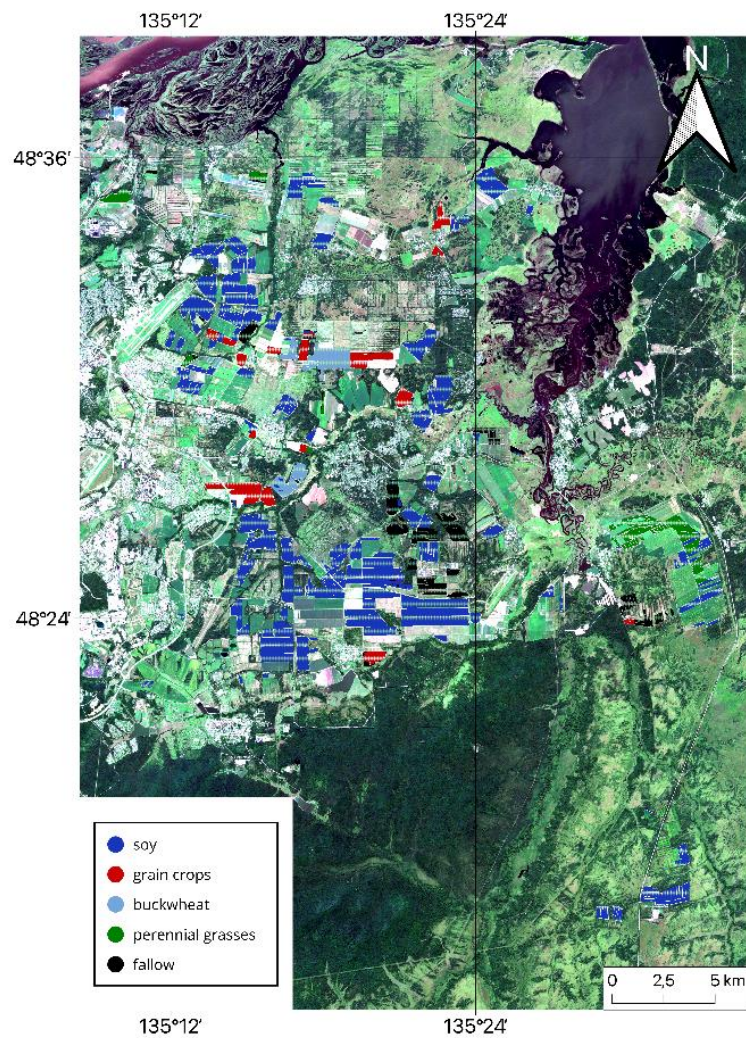 135°12' 135°24'
N
48°36'
48°24'
soy
grain crops
buckwheat
perennial grasses
fallow
0 2,5 5 km
135°12' 135°24'